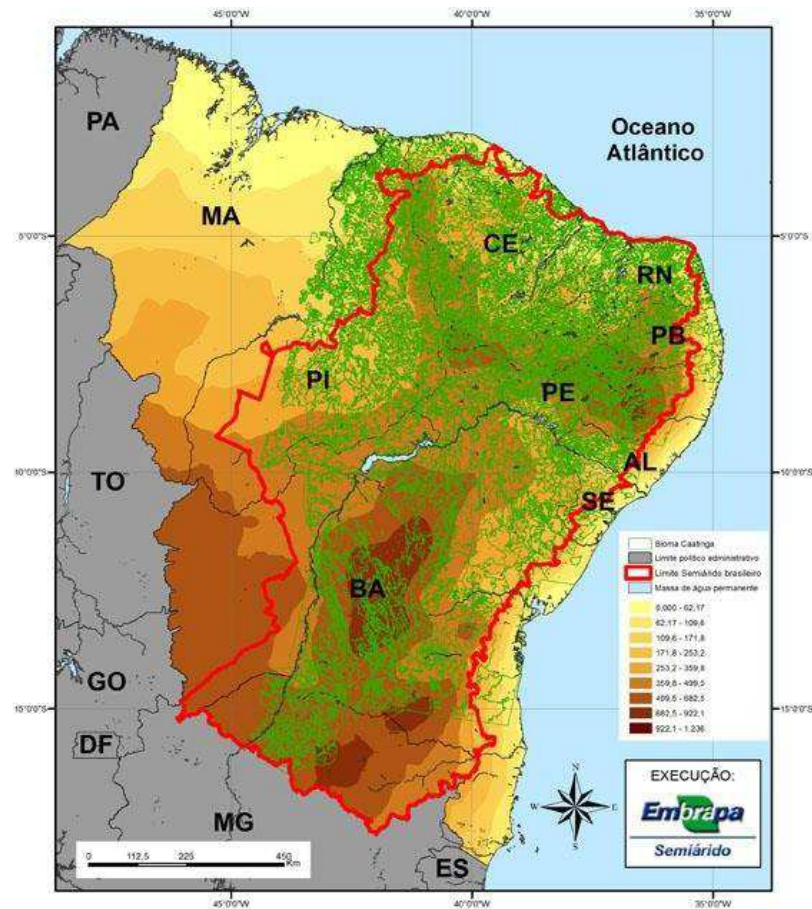 45°0'0"S
40°0'0"S
35°0'0"S
PA
Oceano
Atlântico
MA
5°0'0"S
5°0'0"S
CE
RN
PB
PI
PE
TO
10°0'0"S
10°0'0"S
AL
SE
BA
Bioma Caatinga
Limite político administrativo
Limite Semiárido brasileiro
Massa de água permanente
0,000 - 62,17
62,17 - 109,6
109,6 - 171,8
171,8 - 253,2
253,2 - 359,8
359,8 - 499,5
499,5 - 682,5
682,5 - 922,1
922,1 - 1.236
GO
15°0'0"S
15°0'0"S
DF
N
W
E
S
EXECUÇÃO:
Embrapa
Semiárido
MG
ES
0 112,5 225 450
Km
45°0'0"S
40°0'0"S
35°0'0"S